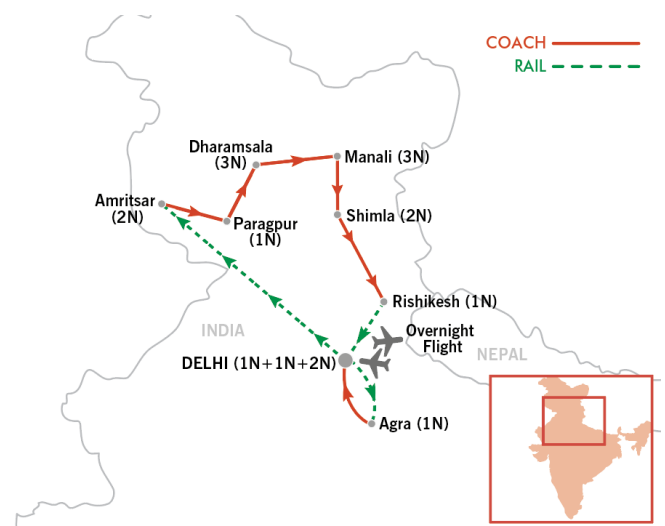 COACH
RAIL
Dharamsala
(3N)
Manali (3N)
Amritsar
(2N)
Paragpur
(1N)
Shimla (2N)
Rishikesh (1N)
Overnight
Flight
INDIA
NEPAL
DELHI (1N+1N+2N)
Agra (1N)